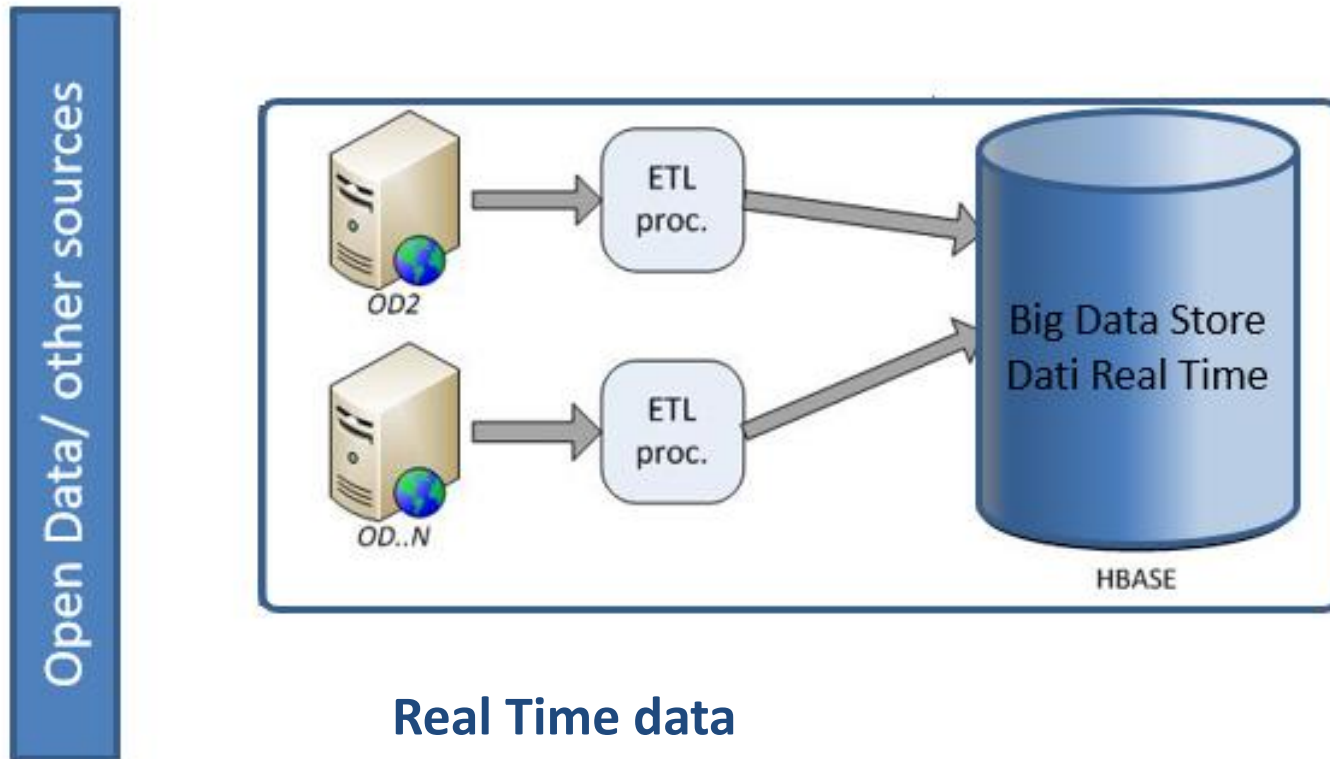 Open Data/ other sources
ETL
proc.
OD2
Big Data Store
Dati Real Time
ETL
proc.
OD..N
HBASE
Real Time data